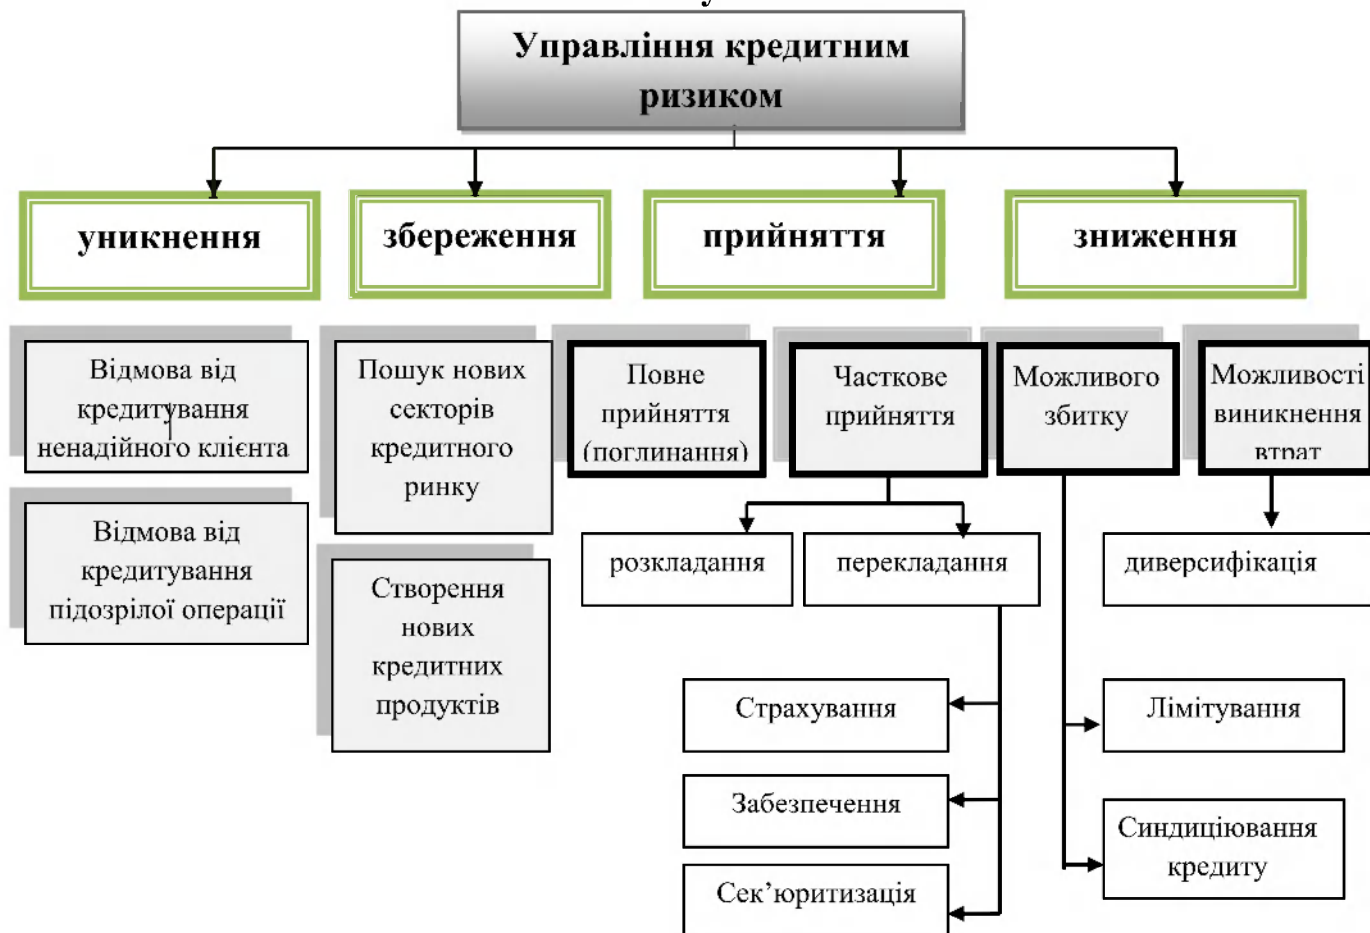 Управління кредитним
ризиком
уникнення
збереження
прийняття
зниження
Відмова від
кредитування
ненадійного клієнта
Відмова від
кредитування
підозрілої операції
Пошук нових
секторів
кредитного
ринку
Створення
нових
кредитних
продуктів
Повне
прийняття
(поглинання)
Часткове
прийняття
Можливого
збитку
Можливості
виникнення
втрат
розкладання
перекладання
диверсифікація
Страхування
Забезпечення
Сек’юритизація
Лімітування
Синдиціювання
кредиту